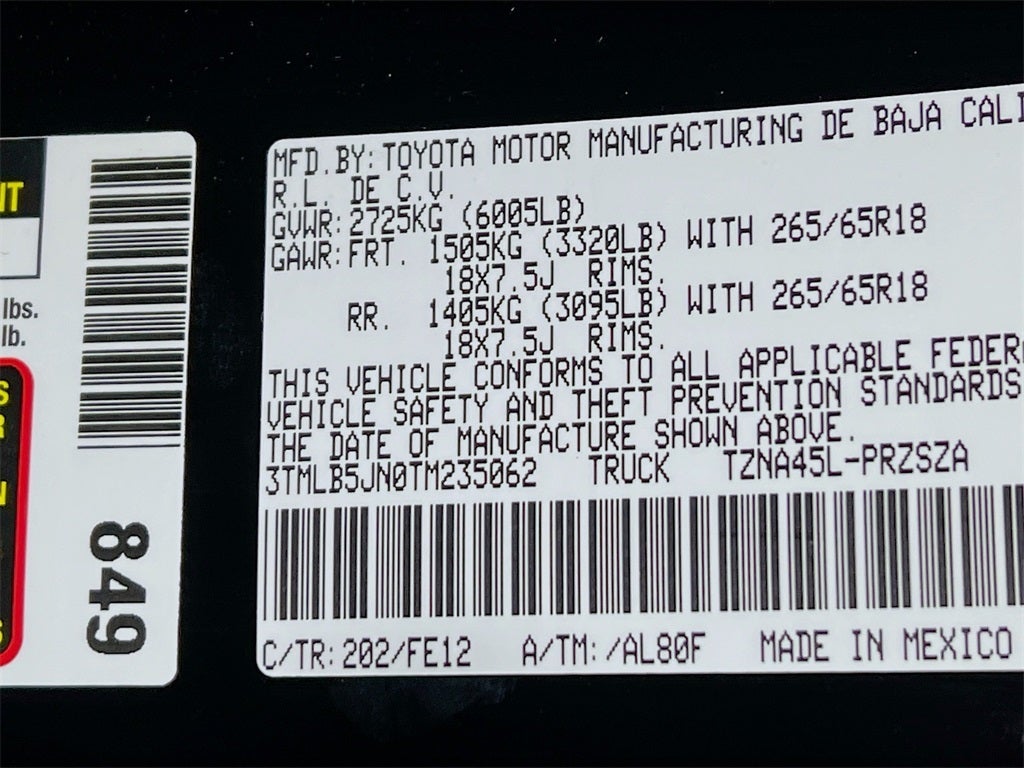 NT
lbs.
lb.
S
R
N
S
849
MFD.BY:TOYOTA MOTOR MANUFACTURING DE BAJA CALI
R.L. DE C.V.
GVWR:2725KG (6005LB)
GAWR:FRT. 1505KG (3320LB) WITH 265/65R18
18X7.5J RIMS.
RR. 1405KG (3095LB) WITH 265/65R18
18X7.5J RIMS.
THIS VEHICLE CONFORMS TO ALL APPLICABLE FEDER
VEHICLE SAFETY AND THEFT PREVENTION STANDARDS
THE DATE OF MANUFACTURE SHOWN ABOVE.
3TMLB5JN0TM235062 TRUCK TZNA45L-PRZSZA
C/TR:202/FE12 A/TM:/AL80F MADE IN MEXICO